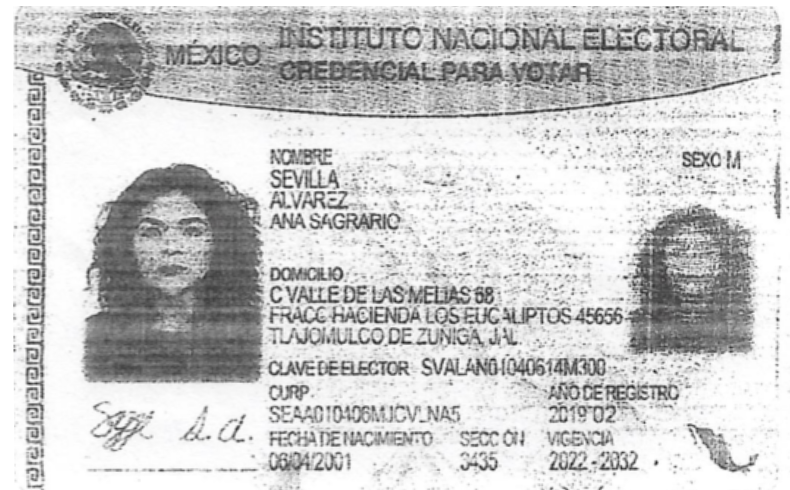 MÉXICO INSTITUTO NACIONAL ELECTORAL
CREDENCIAL PARA VOTAR
NOMBRE
SEXO M
SEVILLA
ALVAREZ
ANA SAGRARIO
DOMICILIO
C VALLE DE LAS MELIAS 68
FRACC HACIENDA LOS EUCALIPTOS 45656
TLAJOMULCO DE ZUÑIGA, JAL.
CLAVE DE ELECTOR SVALAN01040614M300
CURP AÑO DE REGISTRO
SEAA010406MJCVLNA5 2019 02
FECHA DE NACIMIENTO SECCIÓN VIGENCIA
06/04/2001 3435 2022 - 2032